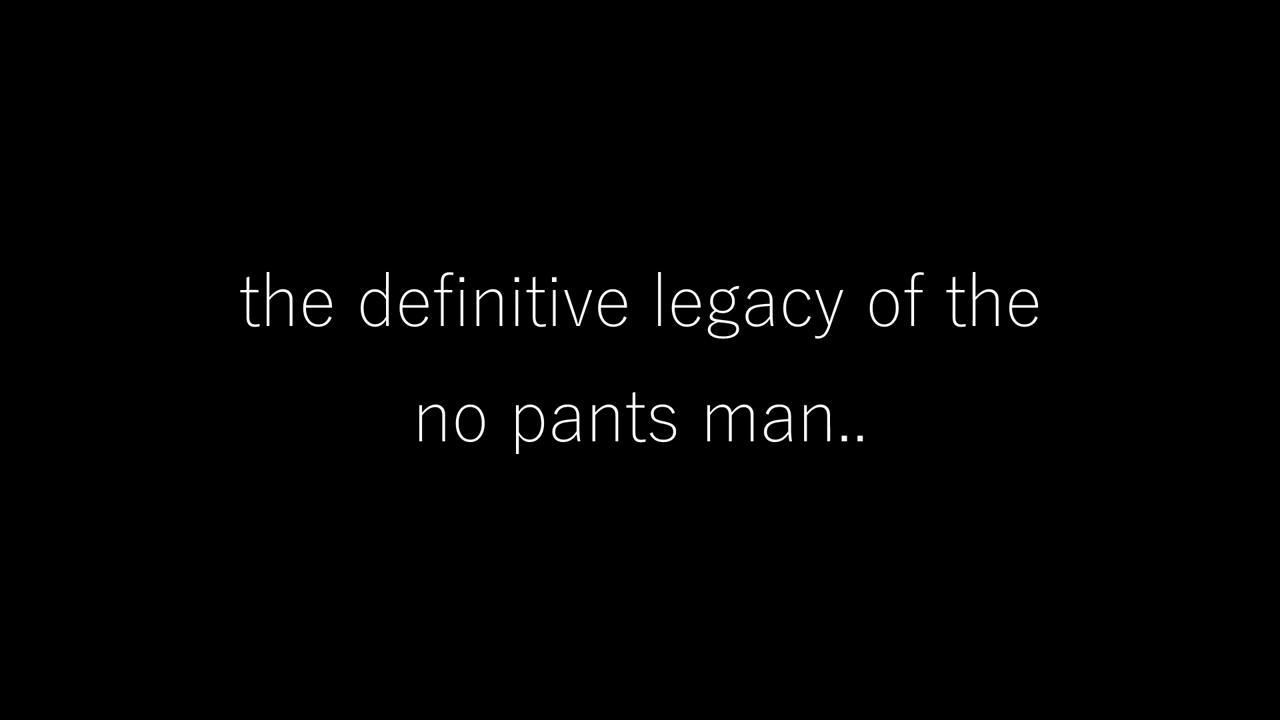 the definitive legacy of the
no pants man..